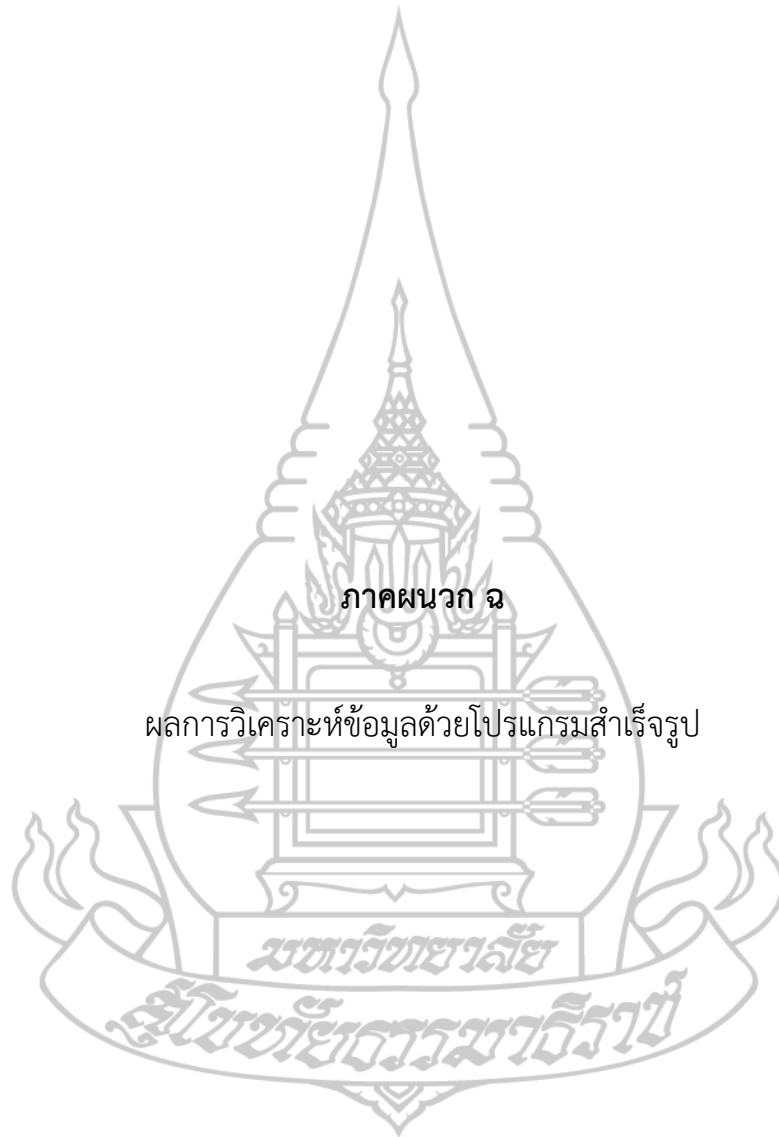 ภาคผนวก ฉ
ผลการวิเคราะห์ข้อมูลด้วยโปรแกรมสำเร็จรูป
มหาวิทยาลัย
สุโขทัยธรรมาธิราช